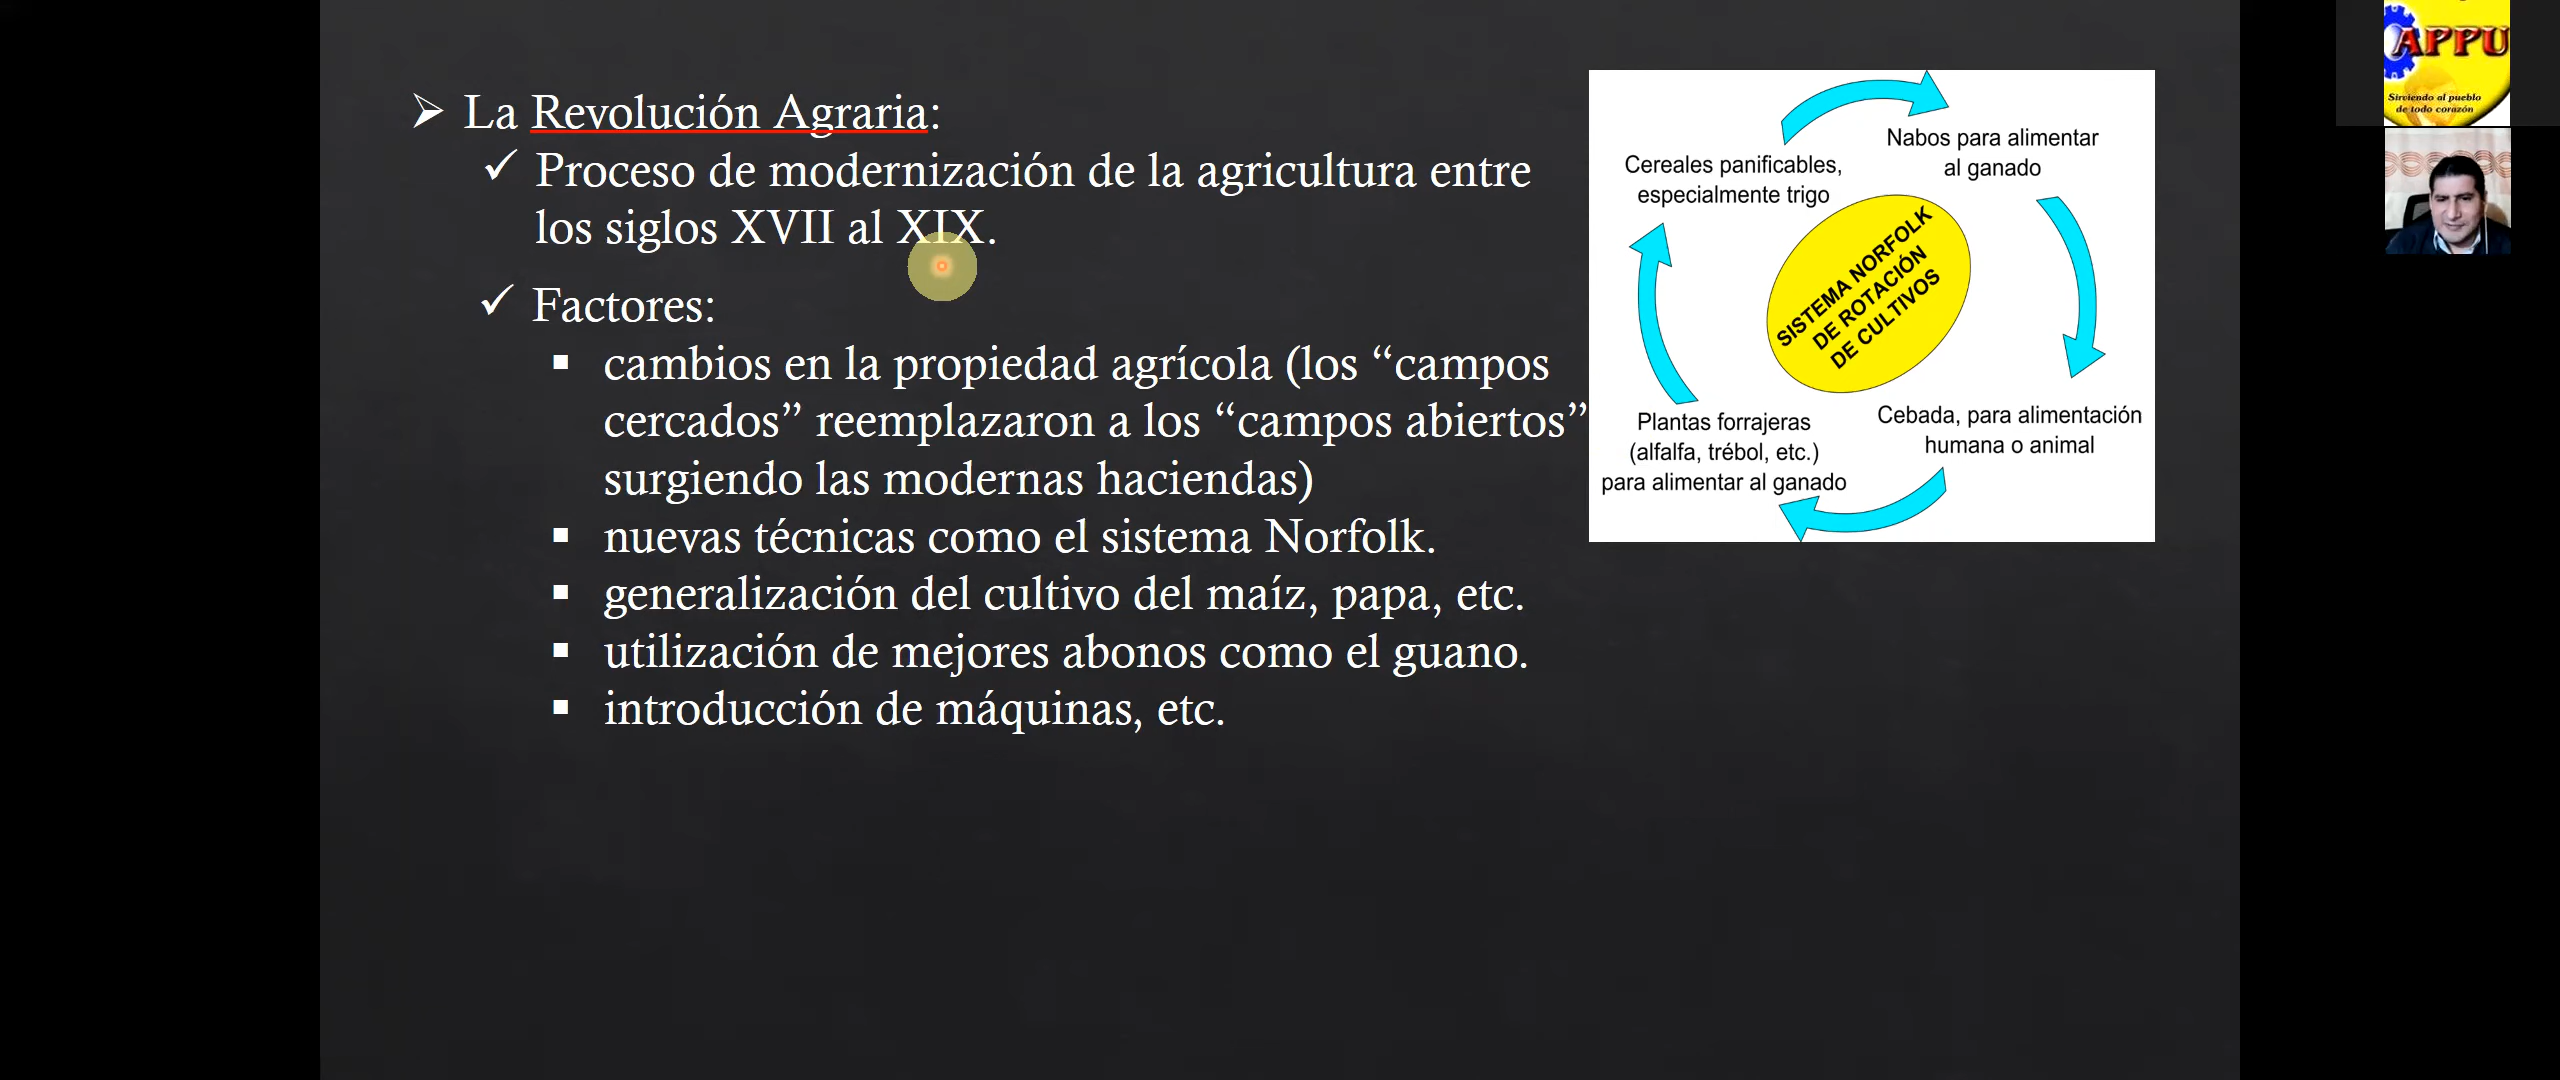 La Revolución Agraria:
Proceso de modernización de la agricultura entre
los siglos XVII al XIX.
Factores:
cambios en la propiedad agrícola (los “campos
cercados” reemplazaron a los “campos abiertos”
surgiendo las modernas haciendas)
nuevas técnicas como el sistema Norfolk.
generalización del cultivo del maíz, papa, etc.
utilización de mejores abonos como el guano.
introducción de máquinas, etc.
Nabos para alimentar
al ganado
Cereales panificables,
especialmente trigo
SISTEMA NORFOLK
DE ROTACIÓN
DE CULTIVOS
Plantas forrajeras
(alfalfa, trébol, etc.)
para alimentar al ganado
Cebada, para alimentación
humana o animal
APPU
Sirviendo al pueblo
de todo corazón